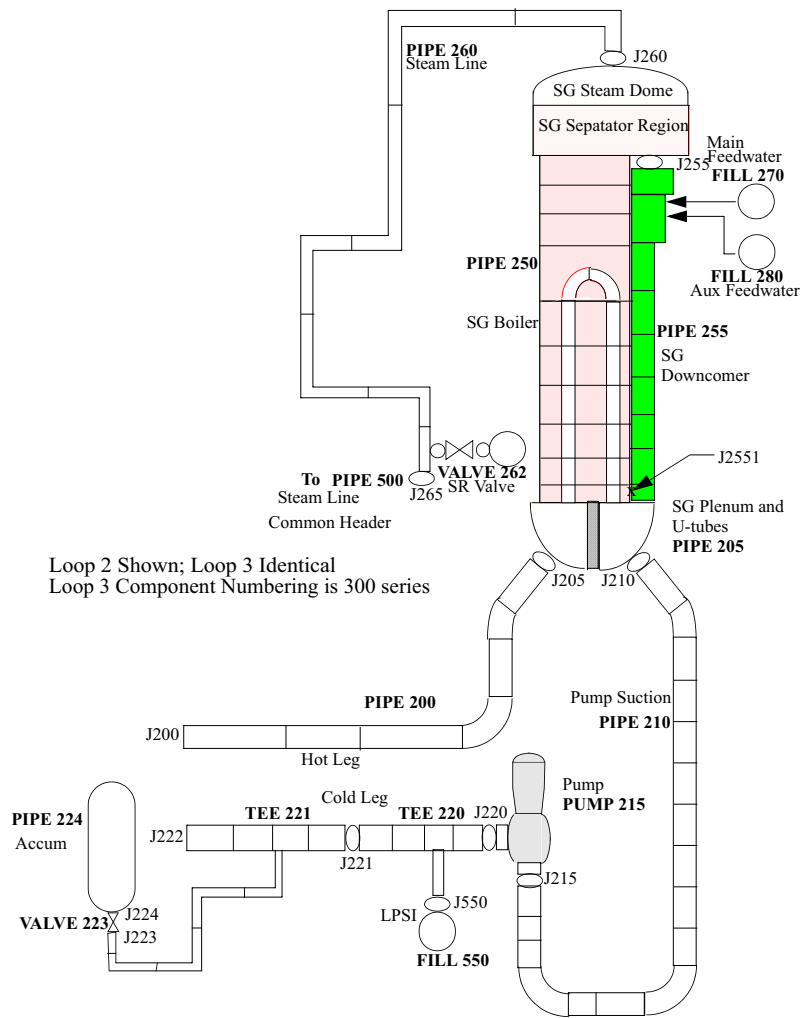 PIPE 260
Steam Line
J260
SG Steam Dome
SG Sepatator Region
Main
Feedwater
J255
FILL 270
PIPE 250
FILL 280
Aux Feedwater
SG Boiler
PIPE 255
SG
Downcomer
J2551
To PIPE 500
VALVE 262
J265
SR Valve
Steam Line
Common Header
x
SG Plenum and
U-tubes
PIPE 205
Loop 2 Shown; Loop 3 Identical
Loop 3 Component Numbering is 300 series
J205
J210
PIPE 200
Pump Suction
PIPE 210
J200
Hot Leg
Pump
PUMP 215
Cold Leg
PIPE 224
Accum
TEE 221
TEE 220
J220
J222
J221
J215
J224
VALVE 223
J223
LPSI
J550
FILL 550